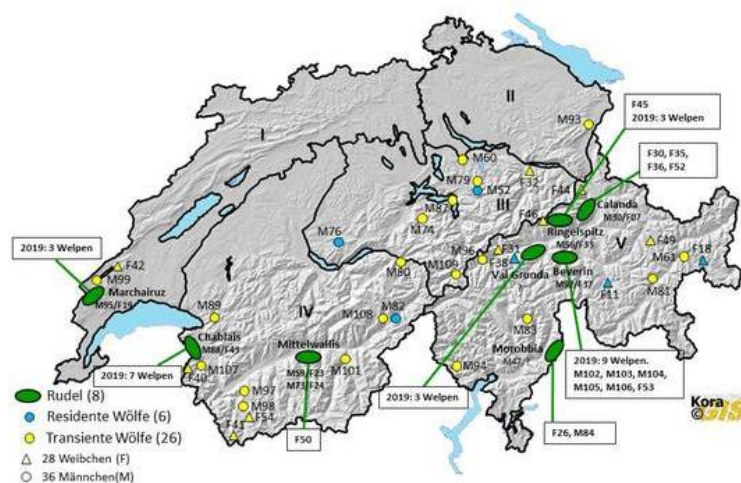 I
II
III
IV
V
M93
F45
2019: 3 Welpen
F30, F35,
F36, F52
M60
M79
F33
M52
F44
M87
M74
F46
Calanda
M30/F07
Ringelspitz
M56/F33
M76
2019: 3 Welpen
F42
M99
Marchairuz
M95/F19
M80
M109
M96
F31
F38
Val Gronda
?
Beverin
M92/F37
F49
F18
M61
F11
M81
M89
M108
M82
M83
Morobbia
M47/?
Chablais
M88/F43
Mittelwallis
M59/F23
M73/F24
2019: 7 Welpen
F40
M107
M101
M94
2019: 3 Welpen
2019: 9 Welpen.
M102, M103, M104,
M105, M106, F53
M97
M98
F54
F41
F50
F26, M84
Rudel (8)
Residente Wölfe (6)
Transiente Wölfe (26)
28 Weibchen (F)
36 Männchen(M)
Kora
© GIS